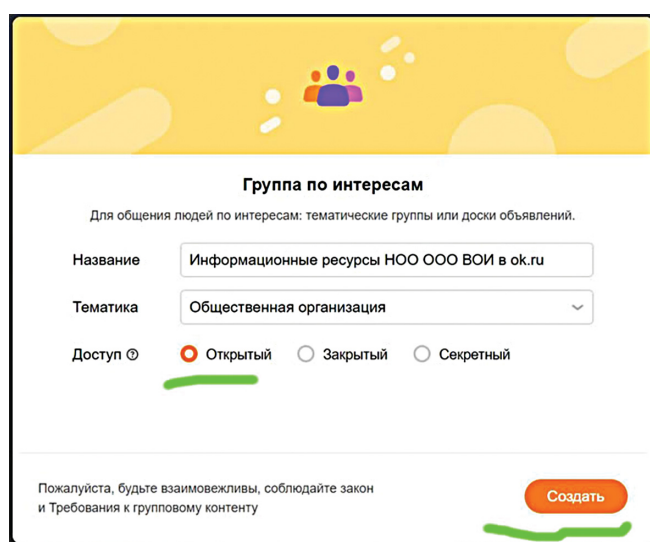 Группа по интересам
Для общения людей по интересам: тематические группы или доски объявлений.
Название Информационные ресурсы НОО ООО ВОИ в ok.ru
Тематика Общественная организация
Доступ Открытый Закрытый Секретный
Пожалуйста, будьте взаимовежливы, соблюдайте закон
и Требования к групповому контенту
Создать